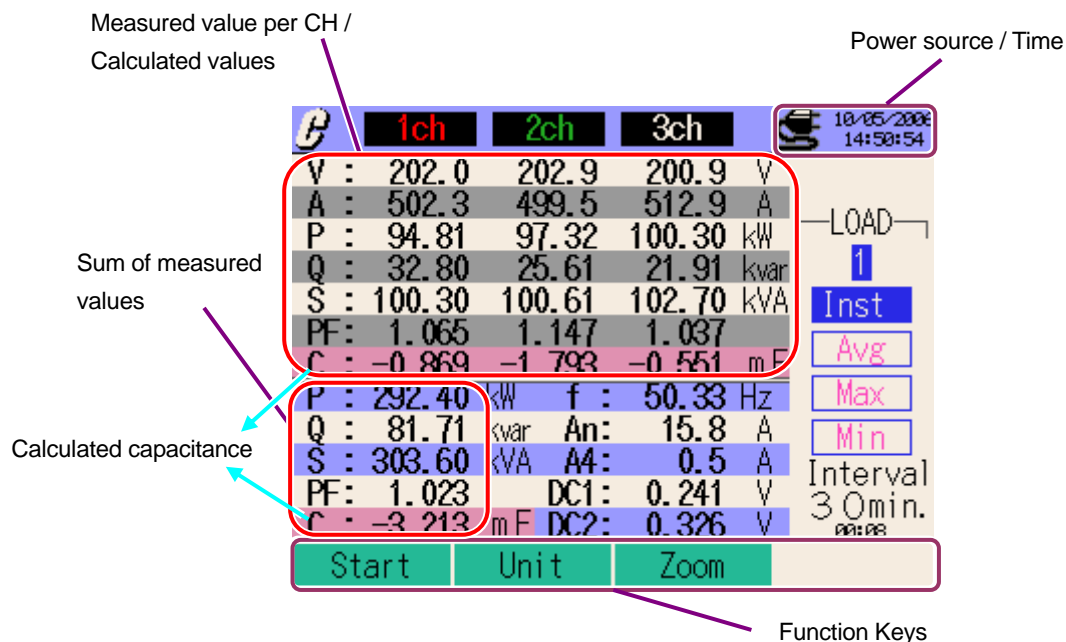 Measured value per CH /
Calculated values
Power source / Time
1ch 2ch 3ch
10/05/2006
14:50:54
V : 202.0 202.9 200.9 V
A : 502.3 499.5 512.9 A
P : 94.81 97.32 100.30 kW
Q : 32.80 25.61 21.91 kvar
S : 100.30 100.61 102.70 kVA
PF: 1.065 1.147 1.037
C : -0.869 -1.793 -0.551 mF
P : 292.40 kW f : 50.33 Hz
Q : 81.71 kvar An: 15.8 A
S : 303.60 kVA A4: 0.5 A
PF: 1.023 DC1: 0.241 V
C : -3.213 mF DC2: 0.326 V
LOAD
1
Inst
Avg
Max
Min
Interval
30min.
00:08
Sum of measured
values
Calculated capacitance
Start Unit Zoom
Function Keys